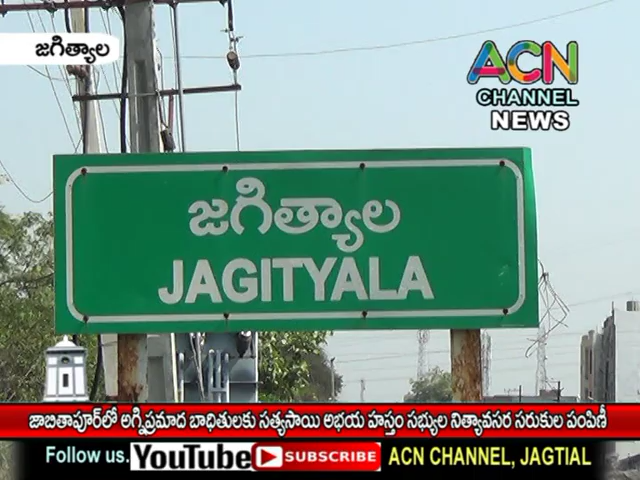 జగిత్యాల
ACN
CHANNEL
NEWS
జగిత్యాల
JAGITYALA
జాబితాపూర్‌లో అగ్నిప్రమాద బాధితులకు సత్యసాయి అభయ హస్తం సభ్యుల నిత్యావసర సరుకుల పంపిణీ
Follow us. YouTube SUBSCRIBE ACN CHANNEL, JAGTIAL